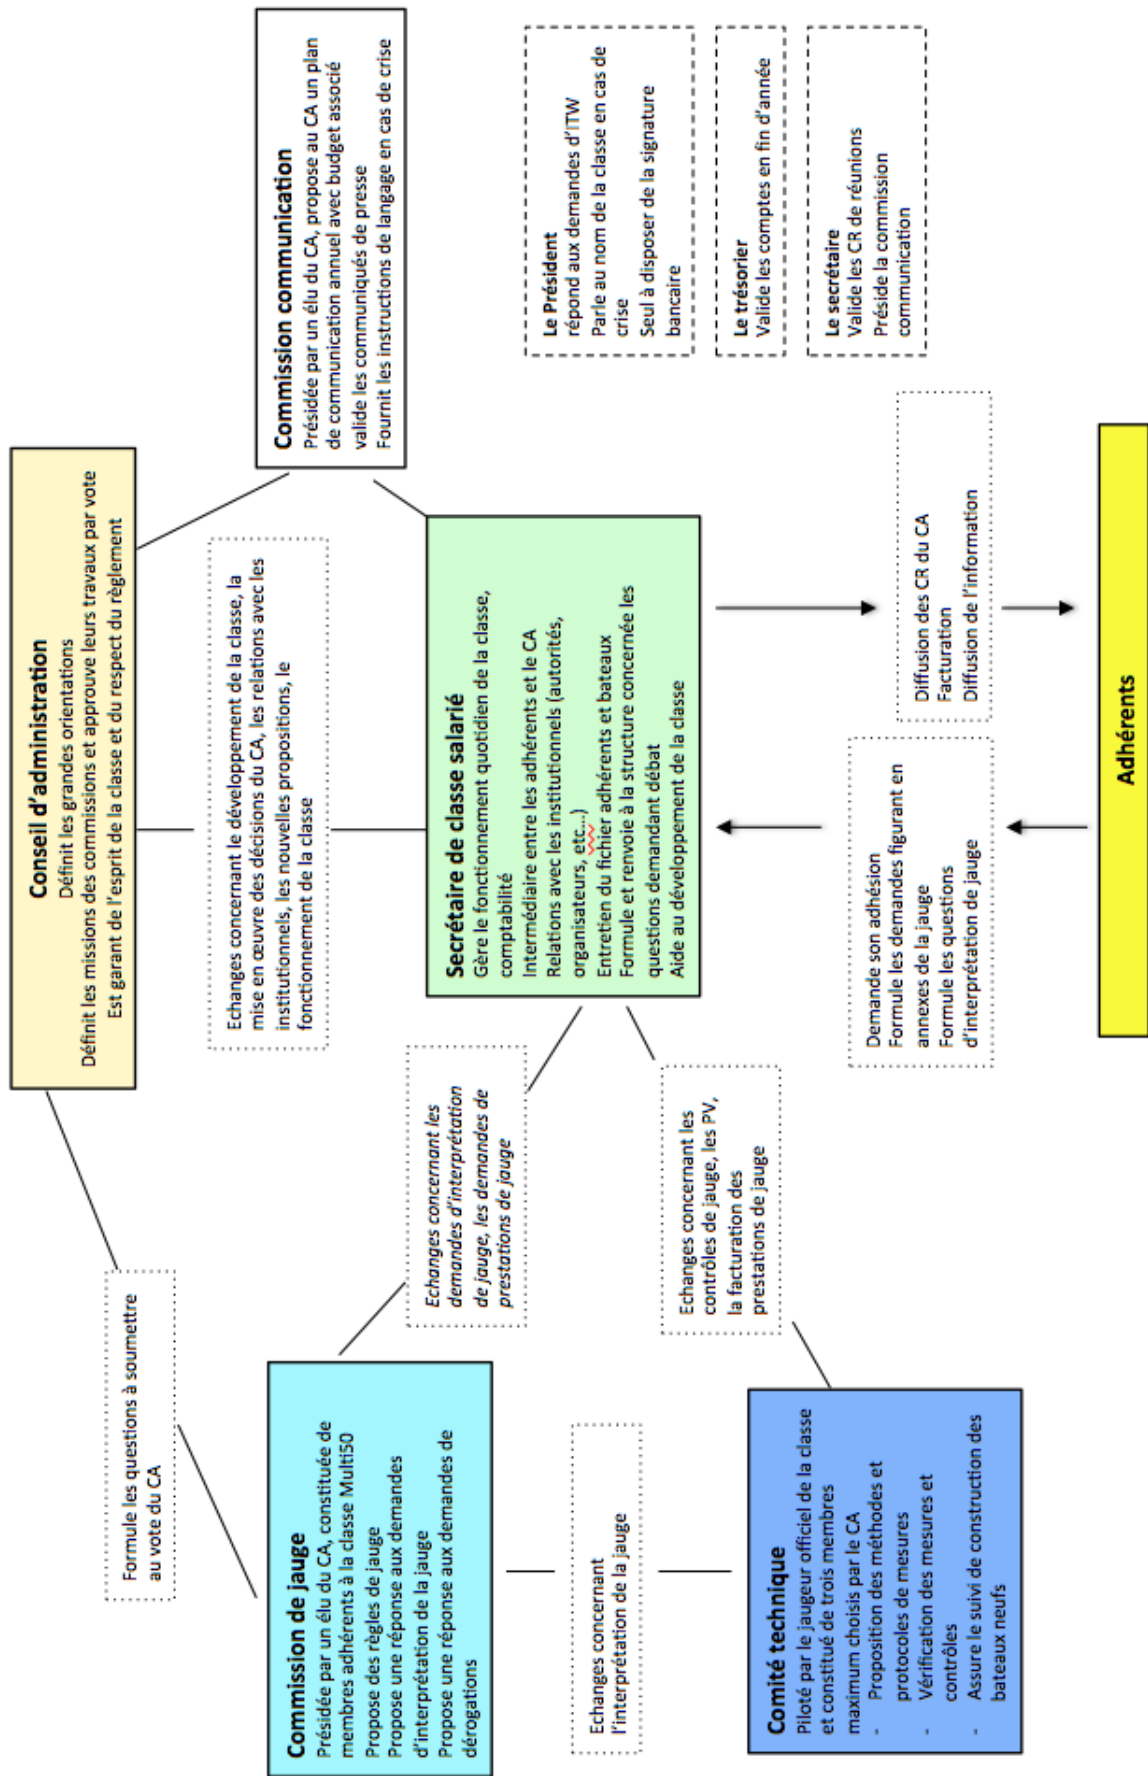 Conseil d'administration
Définit les grandes orientations
Définit les missions des commissions et approuve leurs travaux par vote
Est garant de l'esprit de la classe et du respect du règlement
Formule les questions à soumettre
au vote du CA
Echanges concernant le développement de la classe, la
mise en œuvre des décisions du CA, les relations avec les
institutionnels, les nouvelles propositions, le
fonctionnement de la classe
Commission de jauge
Présidée par un élu du CA, constituée de
membres adhérents à la classe Multi50
Propose des règles de jauge
Propose une réponse aux demandes
d'interprétation de la jauge
Propose une réponse aux demandes de
dérogations
Commission communication
Présidée par un élu du CA, propose au CA un plan
de communication annuel avec budget associé
valide les communiqués de presse
Fournit les instructions de langage en cas de crise
Echanges concernant les
demandes d'interprétation
de jauge, les demandes de
prestations de jauge
Secrétaire de classe salarié
Gère le fonctionnement quotidien de la classe,
comptabilité
Intermédiaire entre les adhérents et le CA
Relations avec les institutionnels (autorités,
organisateurs, etc...)
Entretien du fichier adhérents et bateaux
Formule et renvoie à la structure concernée les
questions demandant débat
Aide au développement de la classe
Echanges concernant
l'interprétation de la jauge
Echanges concernant les
contrôles de jauge, les PV,
la facturation des
prestations de jauge
Le Président
répond aux demandes d'ITW
Parle au nom de la classe en cas de
crise
Seul à disposer de la signature
bancaire
Le trésorier
Valide les comptes en fin d'année
Le secrétaire
Valide les CR de réunions
Préside la commission
communication
Comité technique
Piloté par le jaugeur officiel de la classe
et constitué de trois membres
maximum choisis par le CA
- Proposition des méthodes et
protocoles de mesures
- Vérification des mesures et
contrôles
- Assure le suivi de construction des
bateaux neufs
Demande son adhésion
Formule les demandes figurant en
annexes de la jauge
Formule les questions
d'interprétation de jauge
Diffusion des CR du CA
Facturation
Diffusion de l'information
Adhérents